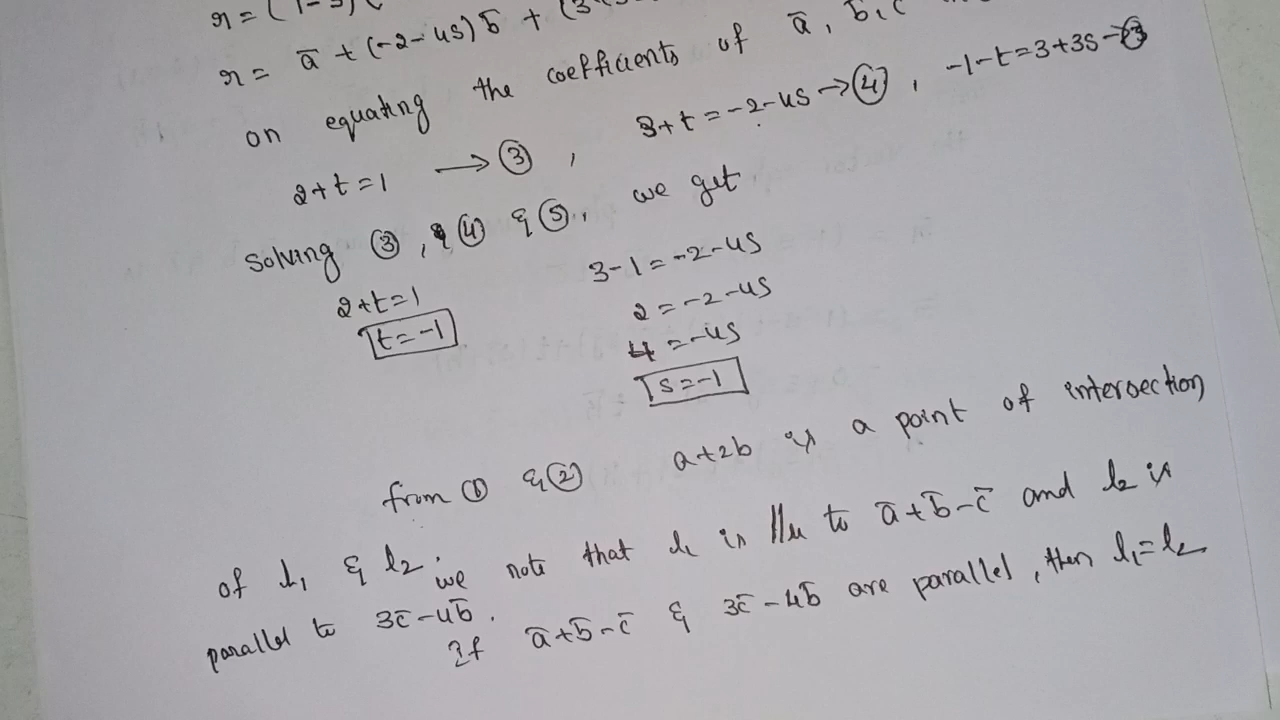 r = (1-s)
r = a̅ + (-2-4s) b̅ + (3
on equating the coefficients of a̅, b̅,
2+t=1 → ③ , 3+t = -2-4s → ④ , -1-t = 3+3s -
Solving ③, & ④ & ⑤, we get
2+t=1 3-1 = -2-4s
t=-1 2 = -2-4s
4 = -4s
s=-1
from ① & ② a+2b is a point of intersection
of l₁ & l₂. we note that l₁ is ||u to a̅+b̅-c̅ and l₂ is
parallel to 3c̅-4b̅.
If a̅+b̅-c̅ & 3c̅-4b̅ are parallel, then l₁=l₂